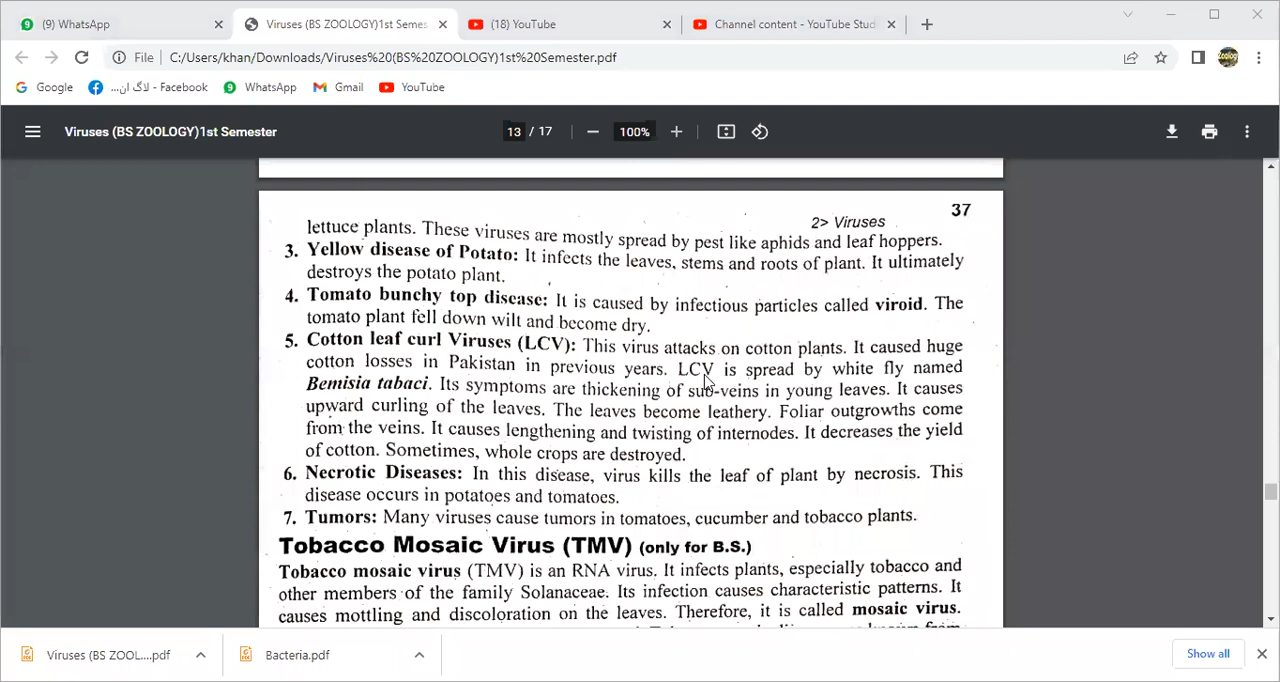 (9) WhatsApp
Viruses (BS ZOOLOGY)1st Semes
(18) YouTube
Channel content - YouTube Stud
File C:/Users/khan/Downloads/Viruses%20(BS%20ZOOLOGY)1st%20Semester.pdf
Google
لاگ ان... - Facebook
WhatsApp
Gmail
YouTube
Viruses (BS ZOOLOGY)1st Semester
13 / 17
100%
37
2> Viruses
lettuce plants. These viruses are mostly spread by pest like aphids and leaf hoppers.
3. Yellow disease of Potato: It infects the leaves, stems and roots of plant. It ultimately
destroys the potato plant.
4. Tomato bunchy top disease: It is caused by infectious particles called viroid. The
tomato plant fell down wilt and become dry.
5. Cotton leaf curl Viruses (LCV): This virus attacks on cotton plants. It caused huge
cotton losses in Pakistan in previous years. LCV is spread by white fly named
Bemisia tabaci. Its symptoms are thickening of sub-veins in young leaves. It causes
upward curling of the leaves. The leaves become leathery. Foliar outgrowths come
from the veins. It causes lengthening and twisting of internodes. It decreases the yield
of cotton. Sometimes, whole crops are destroyed.
6. Necrotic Diseases: In this disease, virus kills the leaf of plant by necrosis. This
disease occurs in potatoes and tomatoes.
7. Tumors: Many viruses cause tumors in tomatoes, cucumber and tobacco plants.
Tobacco Mosaic Virus (TMV) (only for B.S.)
Tobacco mosaic virus (TMV) is an RNA virus. It infects plants, especially tobacco and
other members of the family Solanaceae. Its infection causes characteristic patterns. It
causes mottling and discoloration on the leaves. Therefore, it is called mosaic virus.
Viruses (BS ZOOL....pdf
Bacteria.pdf
Show all